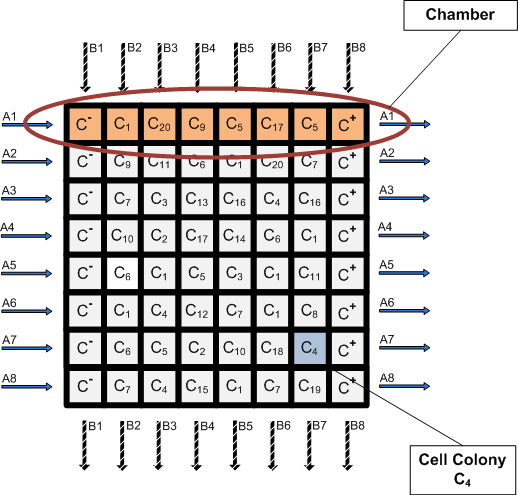 Chamber
B1 B2 B3 B4 B5 B6 B7 B8
A1 C⁻ C₁ C₂₀ C₉ C₅ C₁₇ C₅ C⁺ A1
A2 C⁻ C₉ C₁₁ C₆ C₁ C₂₀ C₇ C⁺ A2
A3 C⁻ C₇ C₃ C₁₃ C₁₆ C₄ C₁₆ C⁺ A3
A4 C⁻ C₁₀ C₂ C₁₇ C₁₄ C₆ C₁ C⁺ A4
A5 C⁻ C₆ C₁ C₅ C₃ C₁ C₁₁ C⁺ A5
A6 C⁻ C₁ C₄ C₁₂ C₇ C₁ C₈ C⁺ A6
A7 C⁻ C₆ C₅ C₂ C₁₀ C₁₈ C₄ C⁺ A7
A8 C⁻ C₇ C₄ C₁₅ C₁ C₇ C₁₉ C⁺ A8
B1 B2 B3 B4 B5 B6 B7 B8
Cell Colony
C₄